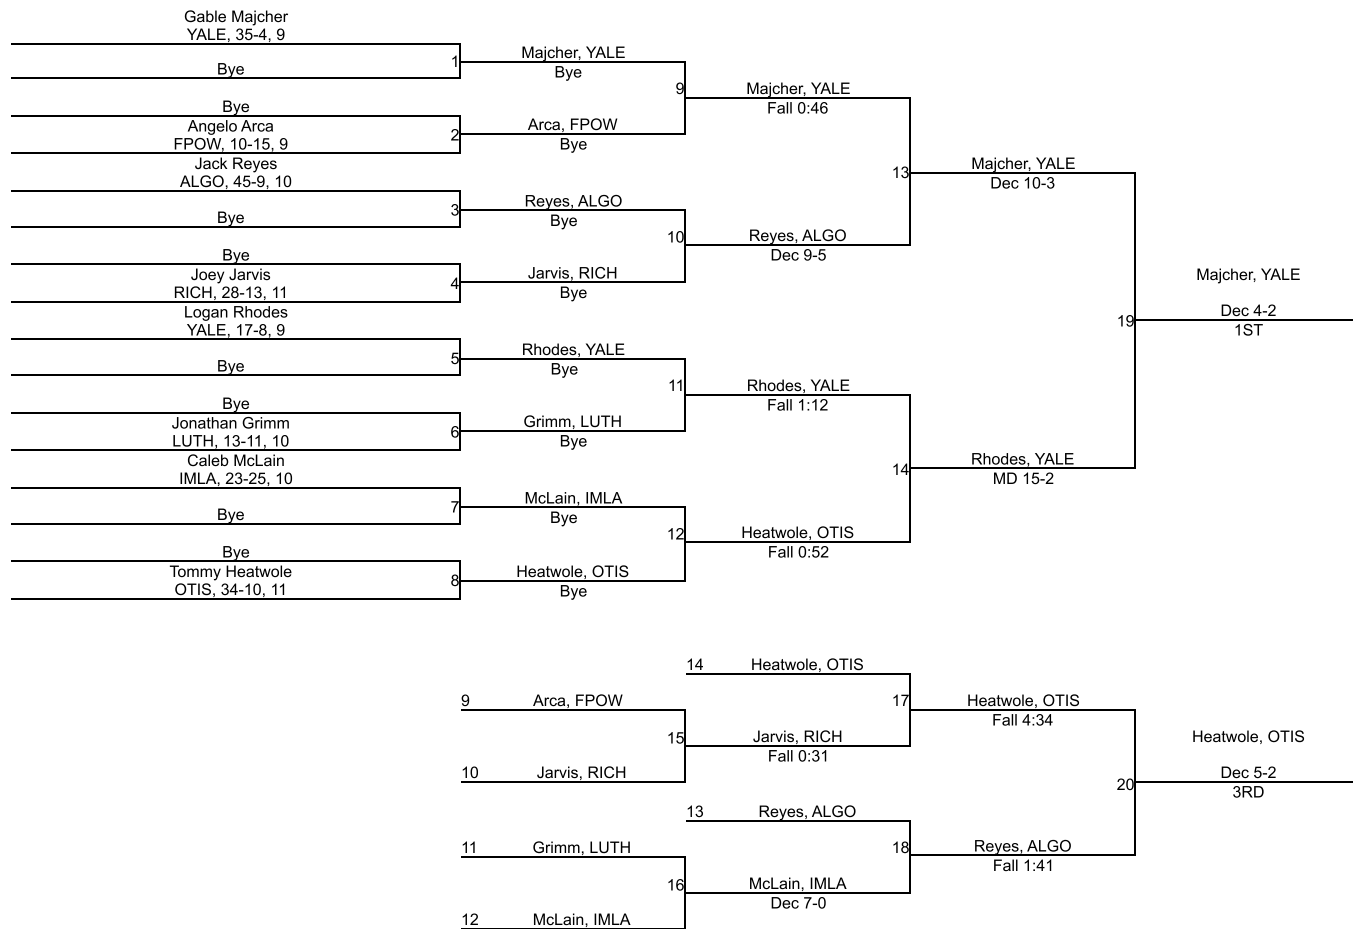 Gable Majcher
YALE, 35-4, 9
Bye
1
Majcher, YALE
Bye
Bye
Angelo Arca
FPOW, 10-15, 9
2
Arca, FPOW
Bye
9
Majcher, YALE
Fall 0:46
Jack Reyes
ALGO, 45-9, 10
Bye
3
Reyes, ALGO
Bye
Bye
Joey Jarvis
RICH, 28-13, 11
4
Jarvis, RICH
Bye
10
Reyes, ALGO
Dec 9-5
13
Majcher, YALE
Dec 10-3
Logan Rhodes
YALE, 17-8, 9
Bye
5
Rhodes, YALE
Bye
Bye
Jonathan Grimm
LUTH, 13-11, 10
6
Grimm, LUTH
Bye
11
Rhodes, YALE
Fall 1:12
Caleb McLain
IMLA, 23-25, 10
Bye
7
McLain, IMLA
Bye
Bye
Tommy Heatwole
OTIS, 34-10, 11
8
Heatwole, OTIS
Bye
12
Heatwole, OTIS
Fall 0:52
14
Rhodes, YALE
MD 15-2
19
Majcher, YALE
Dec 4-2
1ST
14
Heatwole, OTIS
9
Arca, FPOW
10
Jarvis, RICH
15
Jarvis, RICH
Fall 0:31
17
Heatwole, OTIS
Fall 4:34
13
Reyes, ALGO
11
Grimm, LUTH
12
McLain, IMLA
16
McLain, IMLA
Dec 7-0
18
Reyes, ALGO
Fall 1:41
20
Heatwole, OTIS
Dec 5-2
3RD